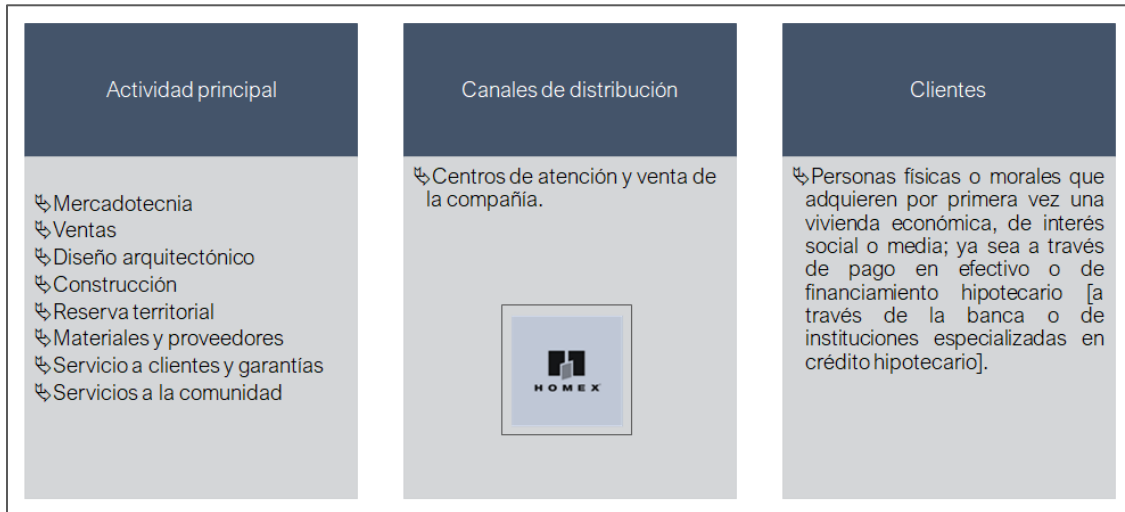 Actividad principal
Mercadotecnia
Ventas
Diseño arquitectónico
Construcción
Reserva territorial
Materiales y proveedores
Servicio a clientes y garantías
Servicios a la comunidad
Canales de distribución
Centros de atención y venta de
la compañía.
HOMEX
Clientes
Personas físicas o morales que
adquieren por primera vez una
vivienda económica, de interés
social o media; ya sea a través
de pago en efectivo o de
financiamiento hipotecario [a
través de la banca o de
instituciones especializadas en
crédito hipotecario].